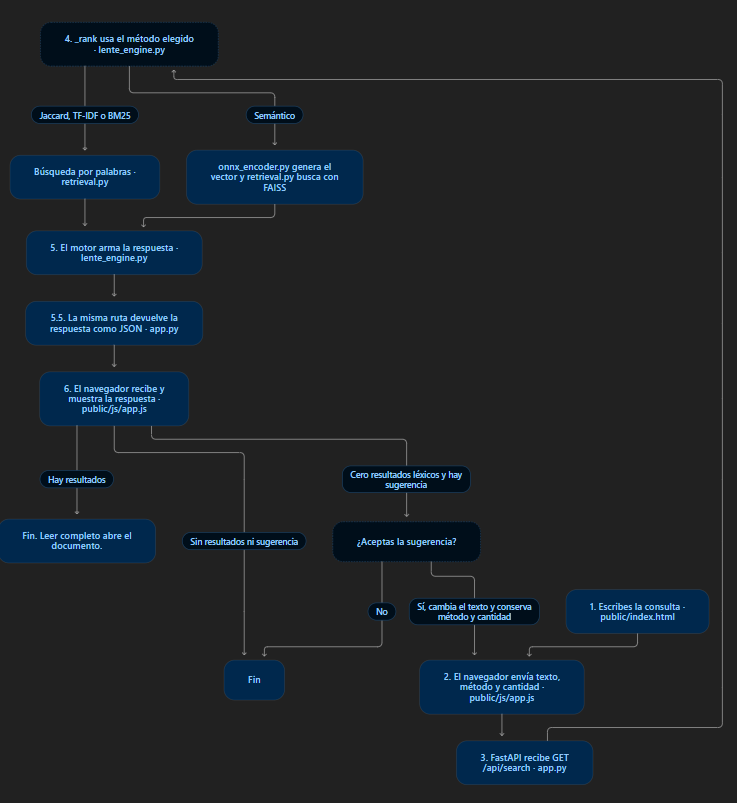 4. _rank usa el método elegido
· lente_engine.py
Jaccard, TF-IDF o BM25
Semántico
Búsqueda por palabras ·
retrieval.py
onnx_encoder.py genera el
vector y retrieval.py busca con
FAISS
5. El motor arma la respuesta ·
lente_engine.py
5.5. La misma ruta devuelve la
respuesta como JSON · app.py
6. El navegador recibe y
muestra la respuesta ·
public/js/app.js
Hay resultados
Cero resultados léxicos y hay
sugerencia
Fin. Leer completo abre el
documento.
Sin resultados ni sugerencia
¿Aceptas la sugerencia?
No
Sí, cambia el texto y conserva
método y cantidad
1. Escribes la consulta ·
public/index.html
Fin
2. El navegador envía texto,
método y cantidad ·
public/js/app.js
3. FastAPI recibe GET
/api/search · app.py